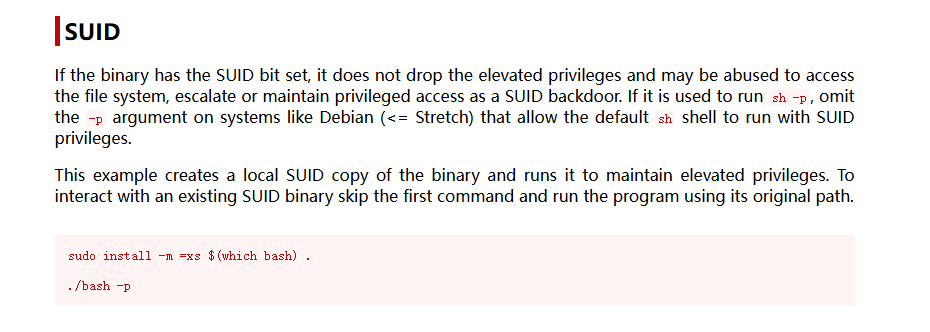 SUID
If the binary has the SUID bit set, it does not drop the elevated privileges and may be abused to access
the file system, escalate or maintain privileged access as a SUID backdoor. If it is used to run sh -p, omit
the -p argument on systems like Debian (<= Stretch) that allow the default sh shell to run with SUID
privileges.
This example creates a local SUID copy of the binary and runs it to maintain elevated privileges. To
interact with an existing SUID binary skip the first command and run the program using its original path.
sudo install -m =xs $(which bash) .
./bash -p